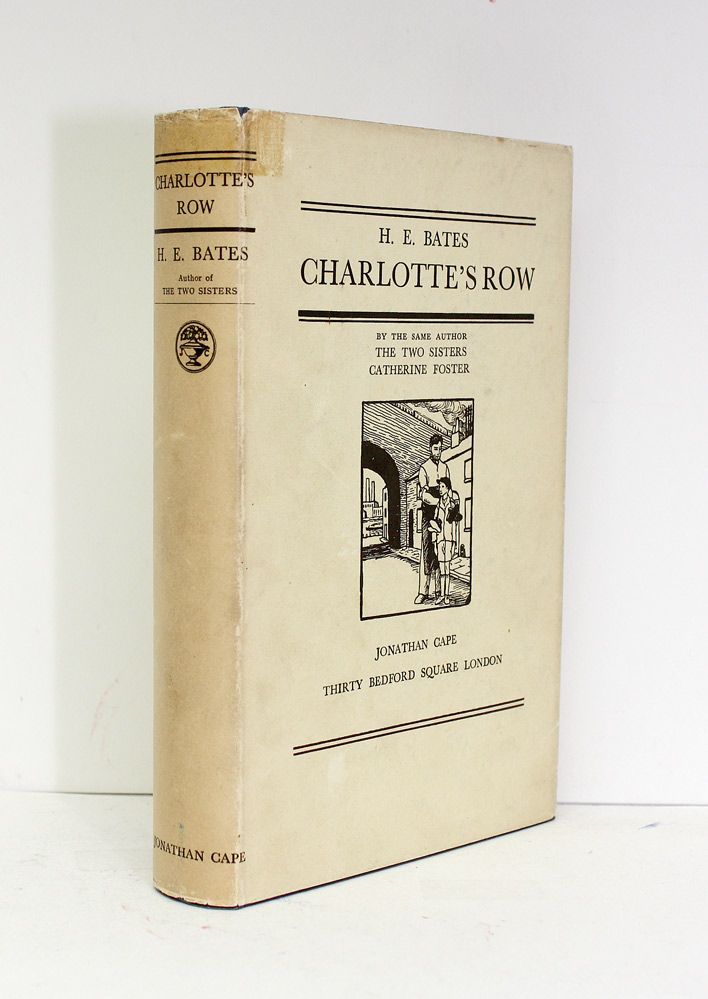 CHARLOTTE'S
ROW
H. E. BATES
Author of
THE TWO SISTERS
J C
JONATHAN CAPE
H. E. BATES
CHARLOTTE'S ROW
BY THE SAME AUTHOR
THE TWO SISTERS
CATHERINE FOSTER
JONATHAN CAPE
THIRTY BEDFORD SQUARE LONDON